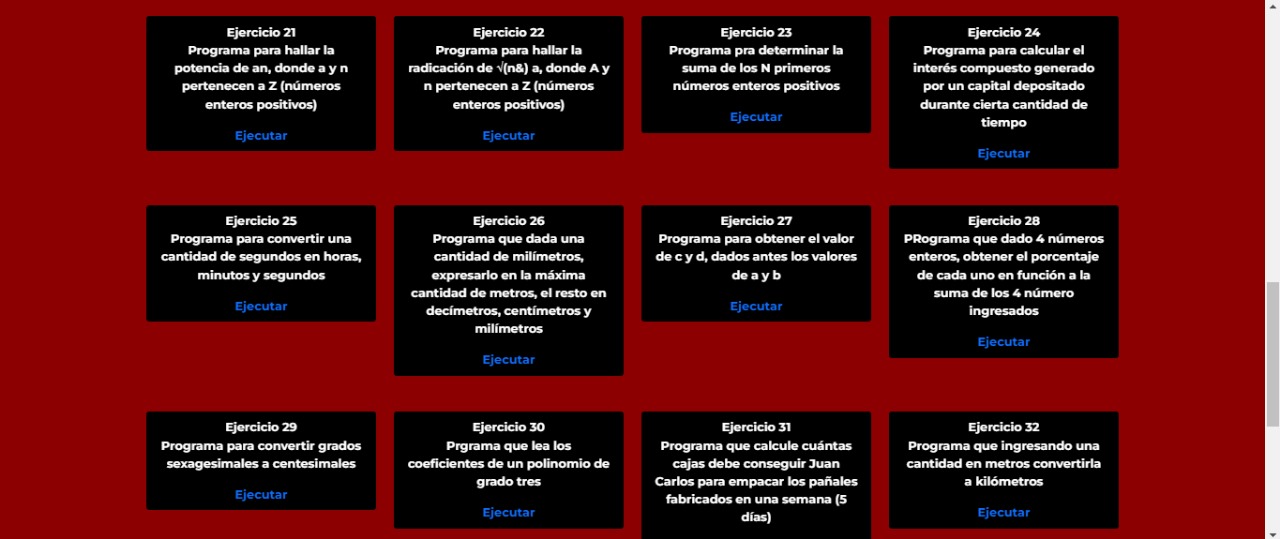 Ejercicio 21
Programa para hallar la
potencia de an, donde a y n
pertenecen a Z (números
enteros positivos)
Ejecutar
Ejercicio 22
Programa para hallar la
radicación de √(n&) a, donde A y
n pertenecen a Z (números
enteros positivos)
Ejecutar
Ejercicio 23
Programa pra determinar la
suma de los N primeros
números enteros positivos
Ejecutar
Ejercicio 24
Programa para calcular el
interés compuesto generado
por un capital depositado
durante cierta cantidad de
tiempo
Ejecutar
Ejercicio 25
Programa para convertir una
cantidad de segundos en horas,
minutos y segundos
Ejecutar
Ejercicio 26
Programa que dada una
cantidad de milímetros,
expresarlo en la máxima
cantidad de metros, el resto en
decímetros, centímetros y
milímetros
Ejecutar
Ejercicio 27
Programa para obtener el valor
de c y d, dados antes los valores
de a y b
Ejecutar
Ejercicio 28
PRograma que dado 4 números
enteros, obtener el porcentaje
de cada uno en función a la
suma de los 4 número
ingresados
Ejecutar
Ejercicio 29
Programa para convertir grados
sexagesimales a centesimales
Ejecutar
Ejercicio 30
Prgrama que lea los
coeficientes de un polinomio de
grado tres
Ejecutar
Ejercicio 31
Programa que calcule cuántas
cajas debe conseguir Juan
Carlos para empacar los pañales
fabricados en una semana (5
días)
Ejercicio 32
Programa que ingresando una
cantidad en metros convertirla
a kilómetros
Ejecutar